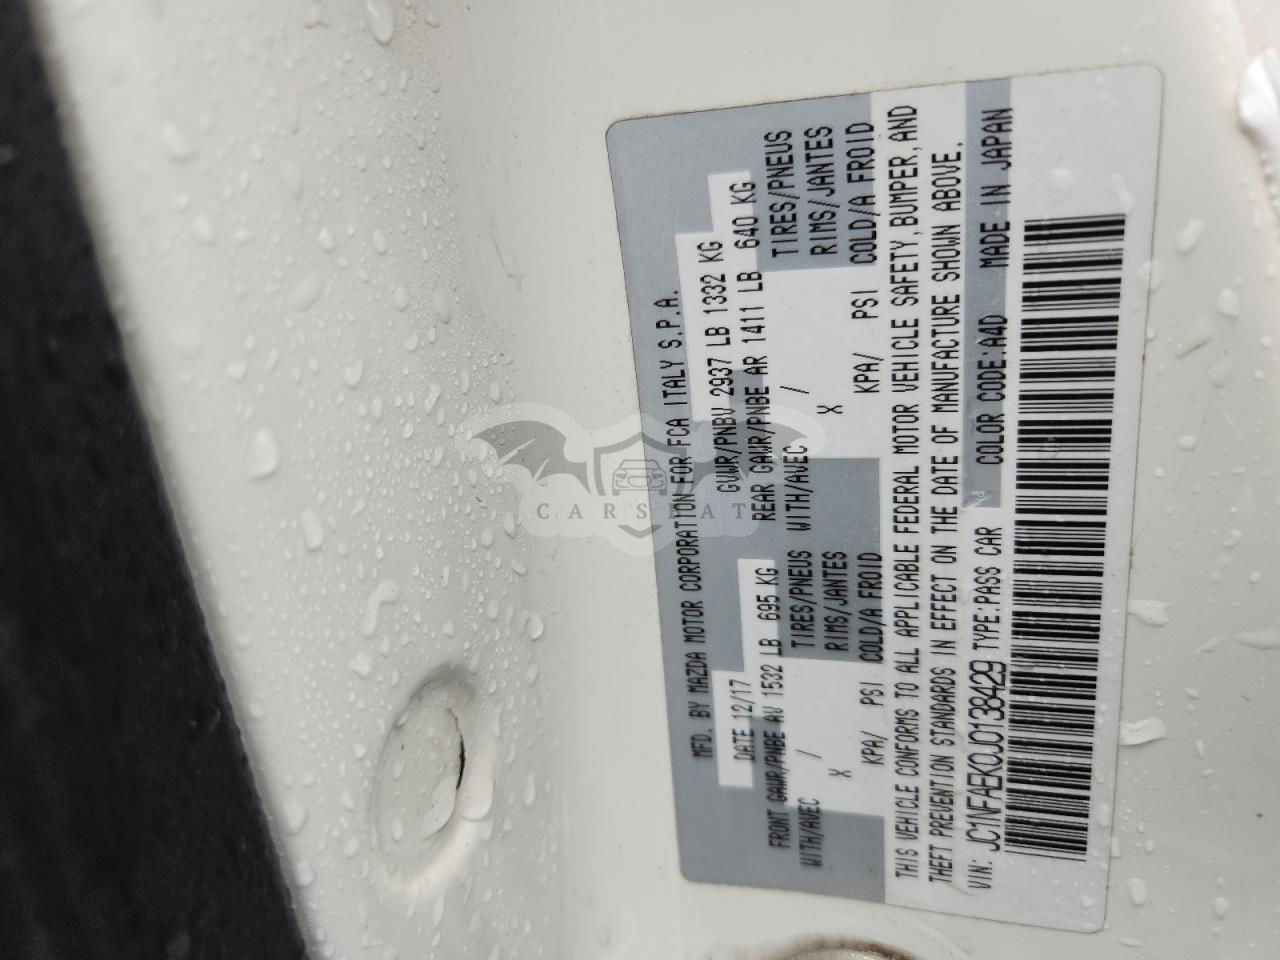 MFD. BY MAZDA MOTOR CORPORATION FOR FCA ITALY S.P.A.
DATE 12/17 GVWR/PNBV 2937 LB 1332 KG
FRONT GAWR/PNBE AV 1532 LB 695 KG REAR GAWR/PNBE AR 1411 LB 640 KG
WITH/AVEC / TIRES/PNEUS WITH/AVEC / TIRES/PNEUS
X RIMS/JANTES X RIMS/JANTES
KPA/ PSI COLD/A FROID KPA/ PSI COLD/A FROID
THIS VEHICLE CONFORMS TO ALL APPLICABLE FEDERAL MOTOR VEHICLE SAFETY, BUMPER, AND
THEFT PREVENTION STANDARDS IN EFFECT ON THE DATE OF MANUFACTURE SHOWN ABOVE.
VIN: JC1NFAEK0J0138429 TYPE:PASS CAR COLOR CODE:A4D MADE IN JAPAN
CARSBAT